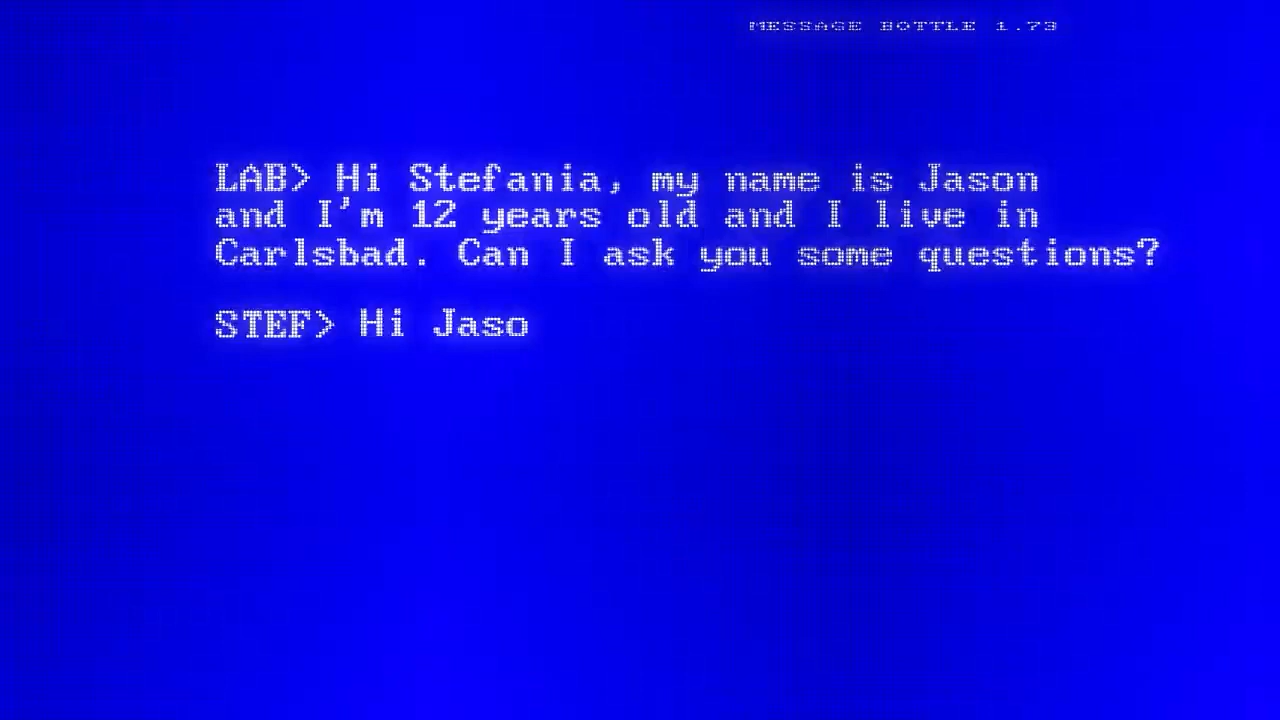 MESSAGE BOTTLE 1.73
LAB> Hi Stefania, my name is Jason
and I'm 12 years old and I live in
Carlsbad. Can I ask you some questions?
STEF> Hi Jaso